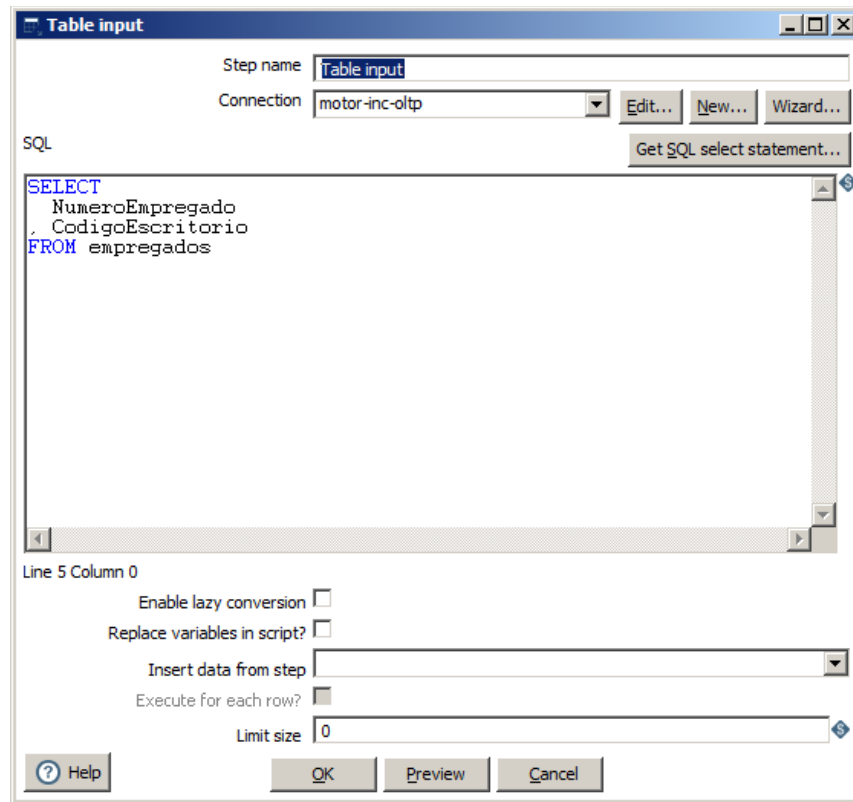 Table input
Step name Table input
Connection motor-inc-oltp Edit... New... Wizard...
SQL Get SQL select statement...
SELECT
NumeroEmpregado
, CodigoEscritorio
FROM empregados
Line 5 Column 0
Enable lazy conversion
Replace variables in script?
Insert data from step
Execute for each row?
Limit size 0
Help OK Preview Cancel